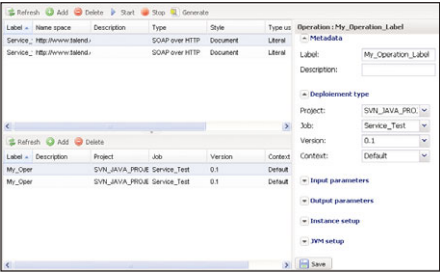 Refresh Add Delete Start Stop Generate
Label Name space Description Type Style Type us
Service_ http://www.talend. SOAP over HTTP Document Literal
Service_ http://www.talend. SOAP over HTTP Document Literal
Refresh Add Delete
Label Description Project Job Version Context
My_Oper SVN_JAVA_PROJE Service_Test 0.1 Default
My_Oper SVN_JAVA_PROJE Service_Test 0.1 Default
Operation : My_Operation_Label
Metadata
Label: My_Operation_Label
Description:
Deploiement type
Project: SVN_JAVA_PRO.
Job: Service_Test
Version: 0.1
Context: Default
Input parameters
Output parameters
Instance setup
JVM setup
Save